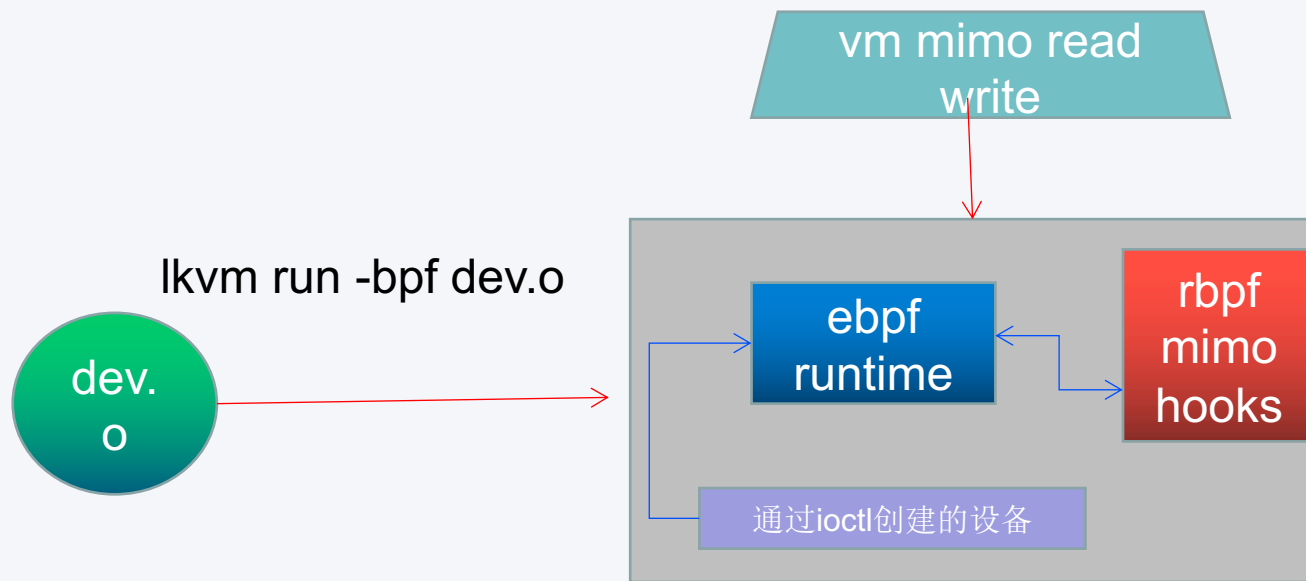 vm mimo read
write
lkvm run -bpf dev.o
dev.
o
ebpf
runtime
rbpf
mimo
hooks
通过ioctl创建的设备